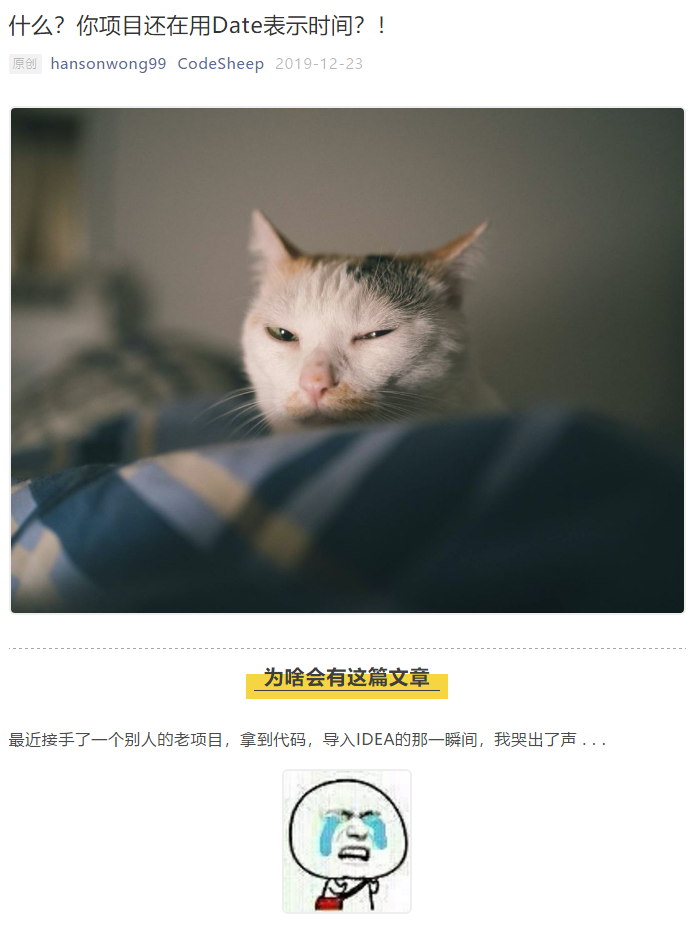 什么？你项目还在用Date表示时间？！
原创 hansonwong99 CodeSheep 2019-12-23
为啥会有这篇文章
最近接手了一个别人的老项目，拿到代码，导入IDEA的那一瞬间，我哭出了声 . . .